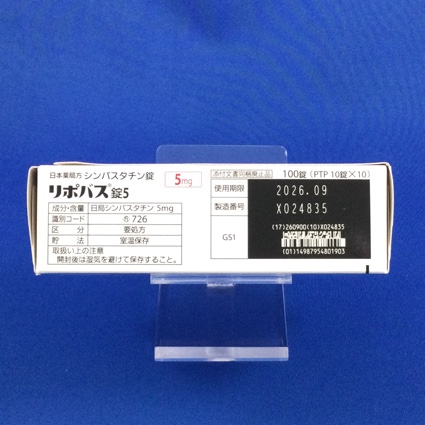 日本薬局方 シンバスタチン錠
リポバス®錠5
5mg
成分・含量 日局シンバスタチン 5mg
識別コード 726
区分 要処方
貯法 室温保存
取扱い上の注意
開封後は湿気を避けて保存すること。
添付文書同梱廃止品
100錠 (PTP 10錠×10)
使用期限 2026.09
製造番号 X024835
G51
(17)260900(10)X024835
(01)14987954801903